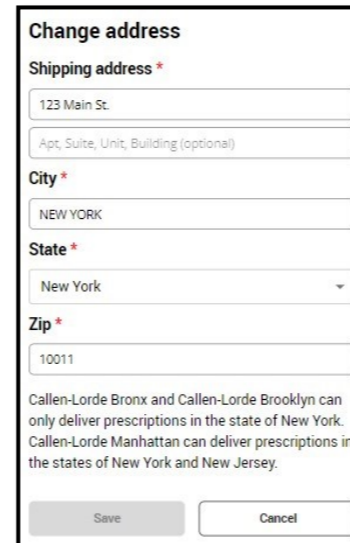 Change address
Shipping address *
123 Main St.
Apt, Suite, Unit, Building (optional)
City *
NEW YORK
State *
New York
Zip *
10011
Callen-Lorde Bronx and Callen-Lorde Brooklyn can
only deliver prescriptions in the state of New York.
Callen-Lorde Manhattan can deliver prescriptions in
the states of New York and New Jersey.
Save Cancel